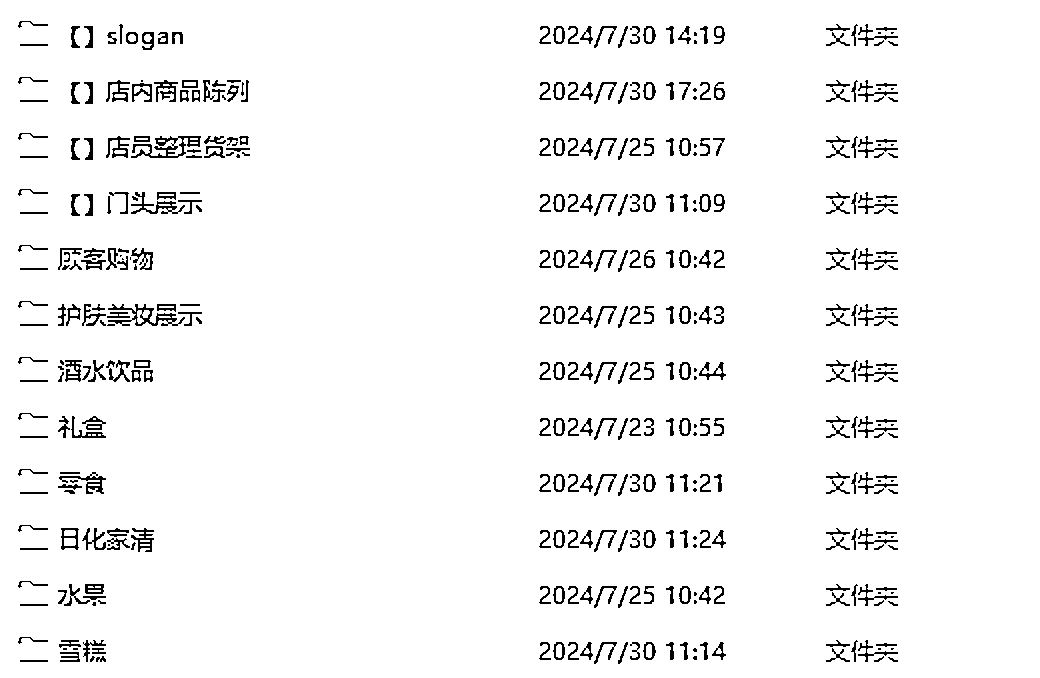 【】slogan 2024/7/30 14:19 文件夹
【】店内商品陈列 2024/7/30 17:26 文件夹
【】店员整理货架 2024/7/25 10:57 文件夹
【】门头展示 2024/7/30 11:09 文件夹
顾客购物 2024/7/26 10:42 文件夹
护肤美妆展示 2024/7/25 10:43 文件夹
酒水饮品 2024/7/25 10:44 文件夹
礼盒 2024/7/23 10:55 文件夹
零食 2024/7/30 11:21 文件夹
日化家清 2024/7/30 11:24 文件夹
水果 2024/7/25 10:42 文件夹
雪糕 2024/7/30 11:14 文件夹